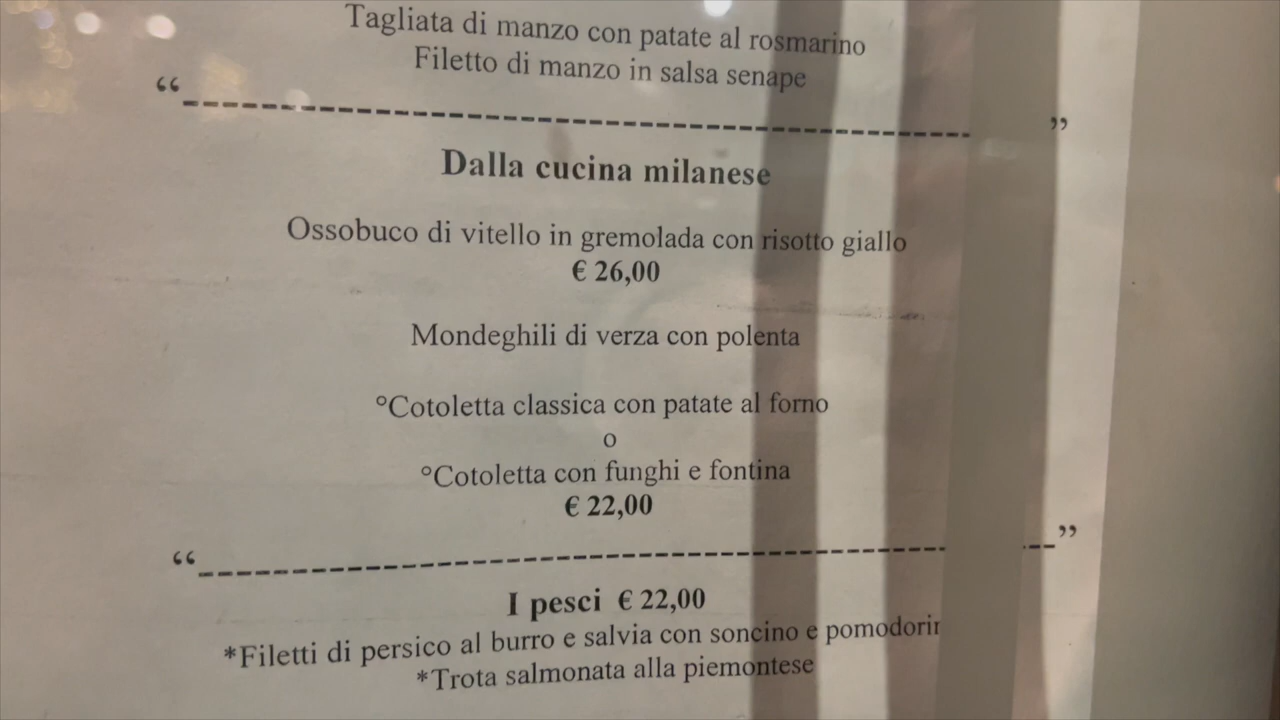 Tagliata di manzo con patate al rosmarino
Filetto di manzo in salsa senape
“ ”
Dalla cucina milanese
Ossobuco di vitello in gremolada con risotto giallo
€ 26,00
Mondeghili di verza con polenta
°Cotoletta classica con patate al forno
o
°Cotoletta con funghi e fontina
€ 22,00
“ ”
I pesci € 22,00
*Filetti di persico al burro e salvia con soncino e
*Trota salmonata alla piemontese